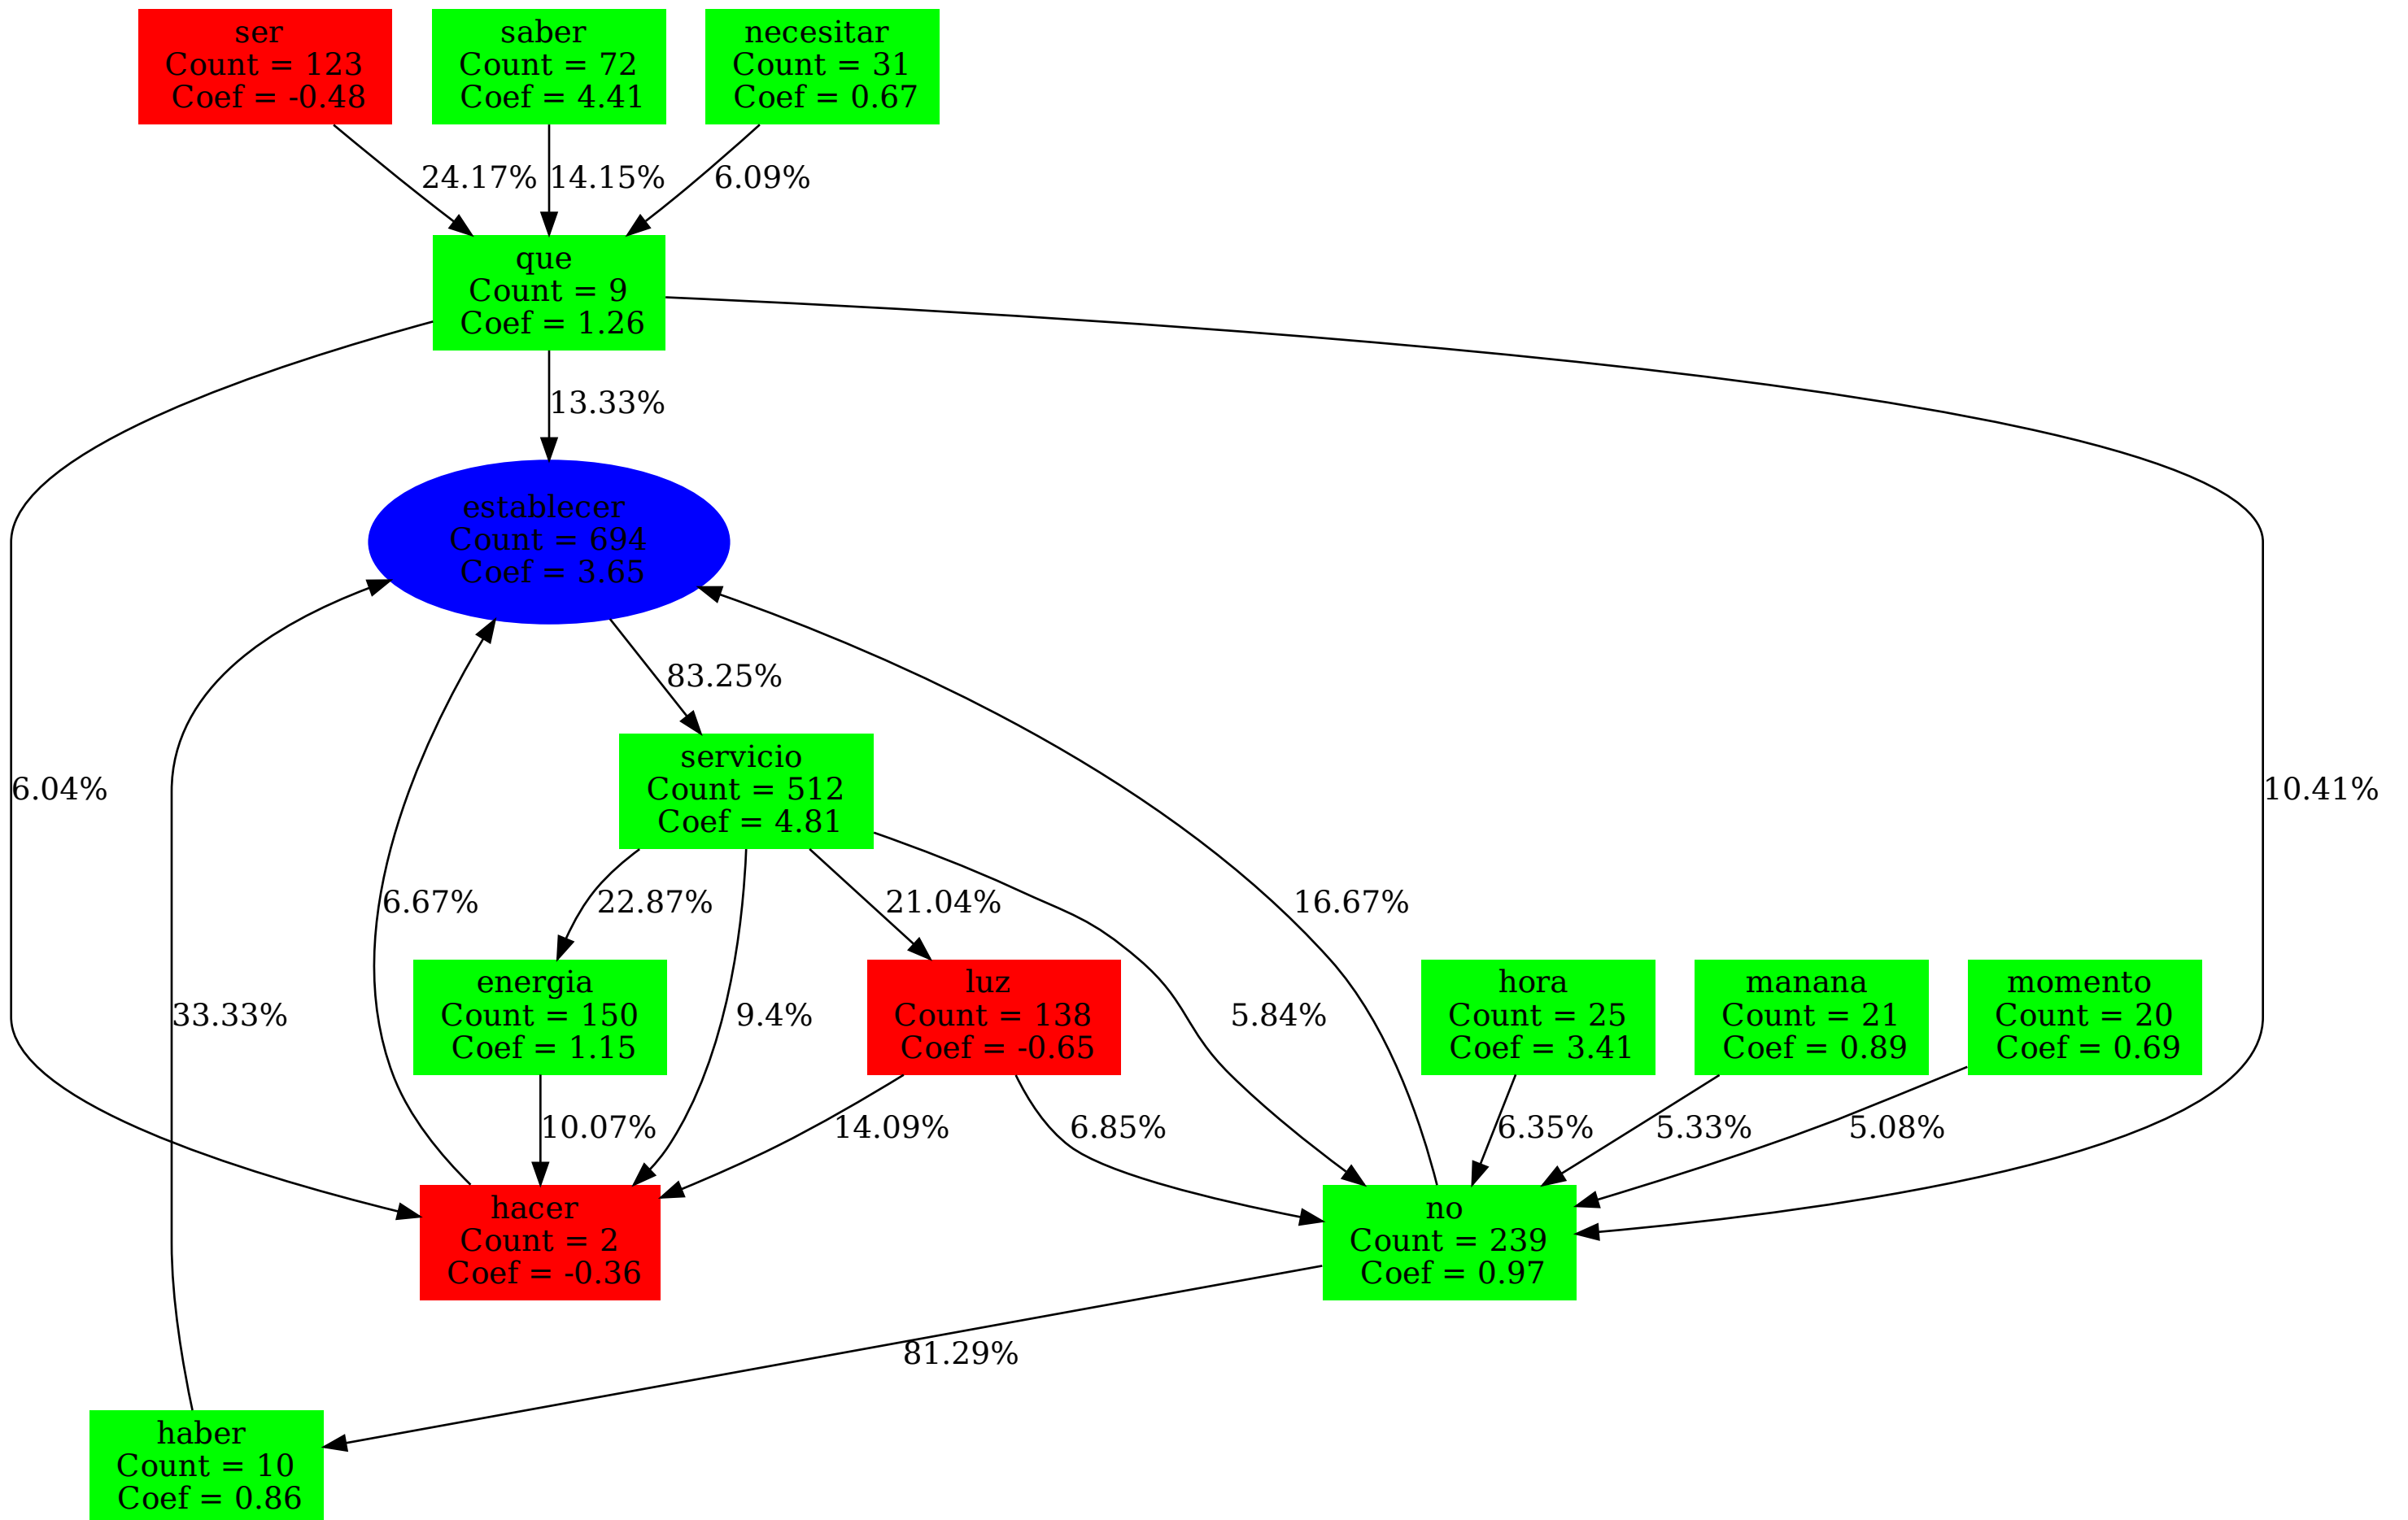 ser
Count = 123
Coef = -0.48
saber
Count = 72
Coef = 4.41
necesitar
Count = 31
Coef = 0.67
24.17%
14.15%
6.09%
que
Count = 9
Coef = 1.26
13.33%
establecer
Count = 694
Coef = 3.65
83.25%
servicio
Count = 512
Coef = 4.81
6.04%
10.41%
6.67%
22.87%
21.04%
16.67%
energia
Count = 150
Coef = 1.15
luz
Count = 138
Coef = -0.65
hora
Count = 25
Coef = 3.41
manana
Count = 21
Coef = 0.89
momento
Count = 20
Coef = 0.69
33.33%
9.4%
5.84%
10.07%
14.09%
6.85%
6.35%
5.33%
5.08%
hacer
Count = 2
Coef = -0.36
no
Count = 239
Coef = 0.97
81.29%
haber
Count = 10
Coef = 0.86